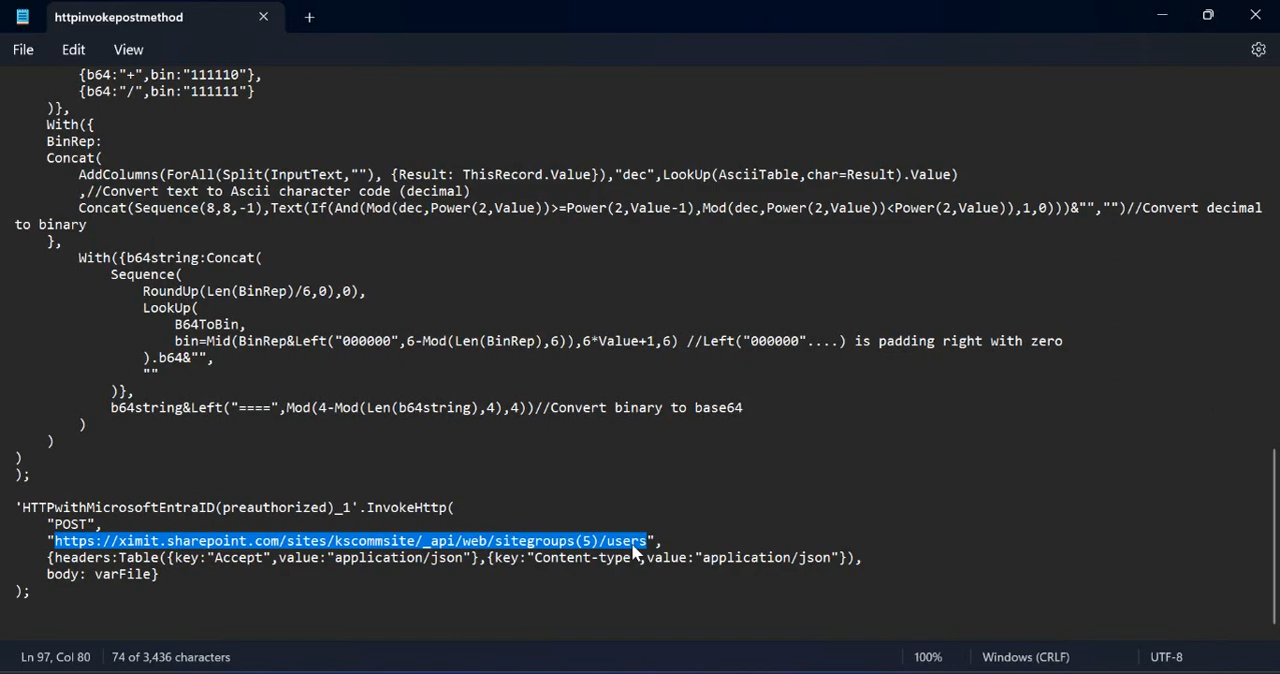 httpinvokepostmethod
File Edit View
{b64:"+",bin:"111110"},
{b64:"/",bin:"111111"}
)},
With({
BinRep:
Concat(
AddColumns(ForAll(Split(InputText,""), {Result: ThisRecord.Value}),"dec",LookUp(AsciiTable,char=Result).Value)
,//Convert text to Ascii character code (decimal)
Concat(Sequence(8,8,-1),Text(If(And(Mod(dec,Power(2,Value))>=Power(2,Value-1),Mod(dec,Power(2,Value))<Power(2,Value)),1,0)))&"","")//Convert decimal
to binary
},
With({b64string:Concat(
Sequence(
RoundUp(Len(BinRep)/6,0),0),
LookUp(
B64ToBin,
bin=Mid(BinRep&Left("000000",6-Mod(Len(BinRep),6)),6*Value+1,6) //Left("000000"....) is padding right with zero
).b64&"",
""
)},
b64string&Left("====",Mod(4-Mod(Len(b64string),4),4))//Convert binary to base64
)
)
)
);
'HTTPwithMicrosoftEntraID(preauthorized)_1'.InvokeHttp(
"POST",
"https://ximit.sharepoint.com/sites/kscommsite/_api/web/sitegroups(5)/users",
{headers:Table({key:"Accept",value:"application/json"},{key:"Content-type",value:"application/json"}),
body: varFile}
);
Ln 97, Col 80 74 of 3,436 characters 100% Windows (CRLF) UTF-8